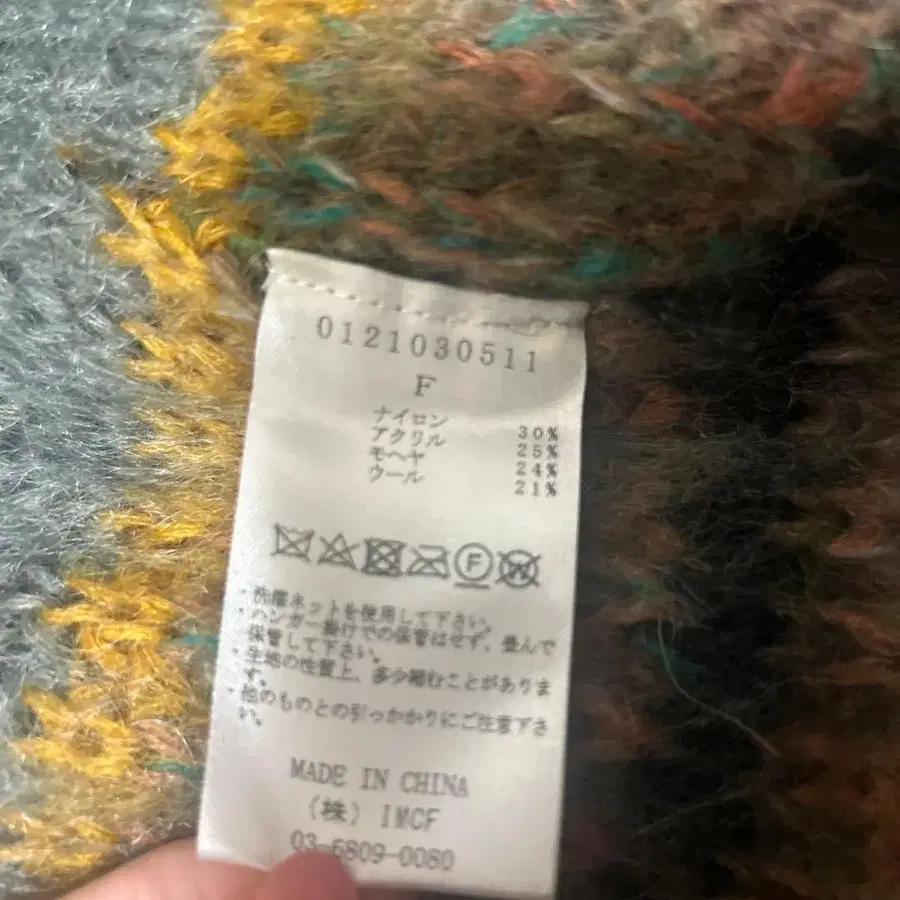 0121030511
F
ナイロン 30%
アクリル 25%
モヘヤ 24%
ウール 21%
F W
・洗濯ネットを使用して下さい。
・ハンガー掛けでの保管はせず、畳んで
保管して下さい。
・生地の性質上、多少縮むことがありま
す。
・他のものとの引っかかりにご注意下さ
い。
MADE IN CHINA
(株) IMCF
03-6809-0080